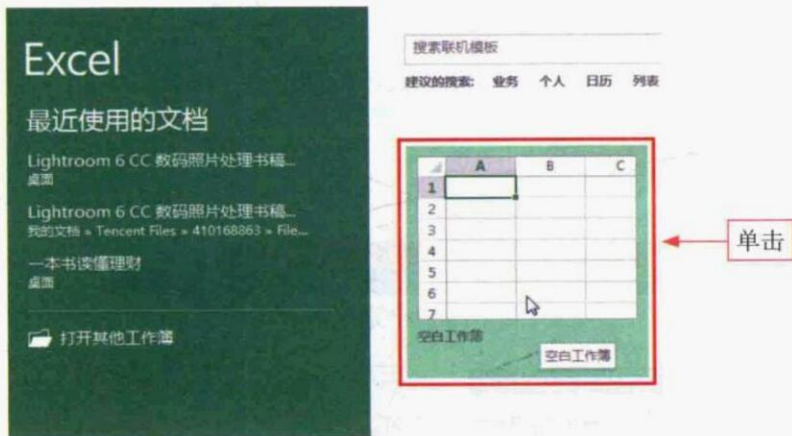 Excel
最近使用的文档
Lightroom 6 CC 数码照片处理书稿...
桌面
Lightroom 6 CC 数码照片处理书稿...
我的文档 » Tencent Files » 410168863 » File...
一本书读懂理财
桌面
打开其他工作簿
搜索联机模板
建议的搜索: 业务 个人 日历 列表
A B C
1
2
3
4
5
6
7
空白工作簿
空白工作簿
单击